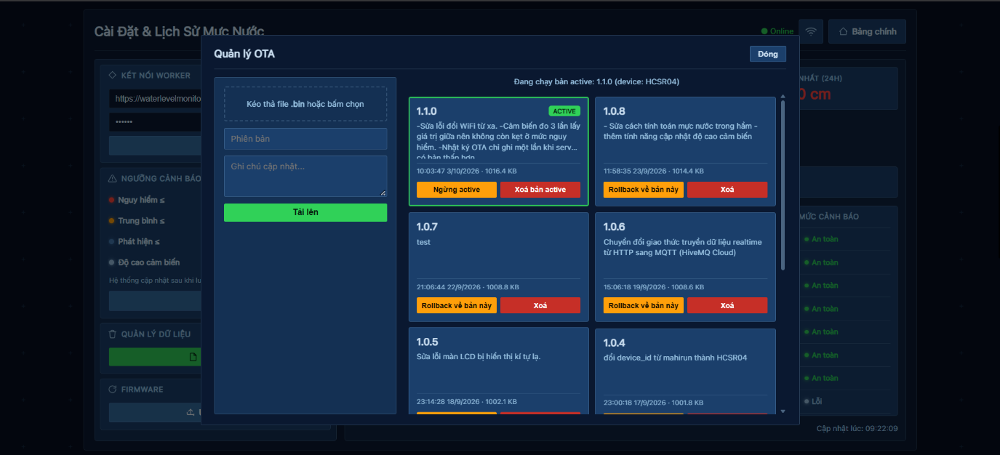 Cài Đặt & Lịch Sử Mực Nước
Online
Bảng chính
KẾT NỐI WORKER
https://waterlevelmonito
••••••
NGƯỠNG CẢNH BÁO
Nguy hiểm ≤
Trung bình ≤
Phát hiện ≤
Độ cao cảm biến
Hệ thống cập nhật sau khi lư
QUẢN LÝ DỮ LIỆU
FIRMWARE
Quản lý OTA
Đóng
Kéo thả file .bin hoặc bấm chọn
Phiên bản
Ghi chú cập nhật...
Tải lên
Đang chạy bản active: 1.1.0 (device: HCSR04)
1.1.0
ACTIVE
-Sửa lỗi đổi WiFi từ xa. -Cảm biến đo 3 lần lấy
giá trị giữa nên không còn kẹt ở mức nguy
hiểm. -Nhật ký OTA chỉ ghi một lần khi serv...
có bản thấp hơn
10:03:47 3/10/2026 · 1016.4 KB
Ngừng active
Xoá bản active
1.0.8
- Sửa cách tính toán mực nước trong hầm -
thêm tính năng cập nhật độ cao cảm biến
11:58:35 23/9/2026 · 1014.4 KB
Rollback về bản này
Xoá
1.0.7
test
21:06:44 22/9/2026 · 1008.8 KB
Rollback về bản này
Xoá
1.0.6
Chuyển đổi giao thức truyền dữ liệu realtime
từ HTTP sang MQTT (HiveMQ Cloud)
15:06:18 19/9/2026 · 1008.6 KB
Rollback về bản này
Xoá
1.0.5
Sửa lỗi màn LCD bị hiển thị kí tự lạ.
23:14:28 18/9/2026 · 1002.1 KB
1.0.4
đổi device_id từ mahirun thành HCSR04
23:00:18 17/9/2026 · 1001.8 KB
NHẤT (24H)
0 cm
MỨC CẢNH BÁO
An toàn
An toàn
An toàn
An toàn
An toàn
An toàn
An toàn
Lỗi
Cập nhật lúc: 09:22:09